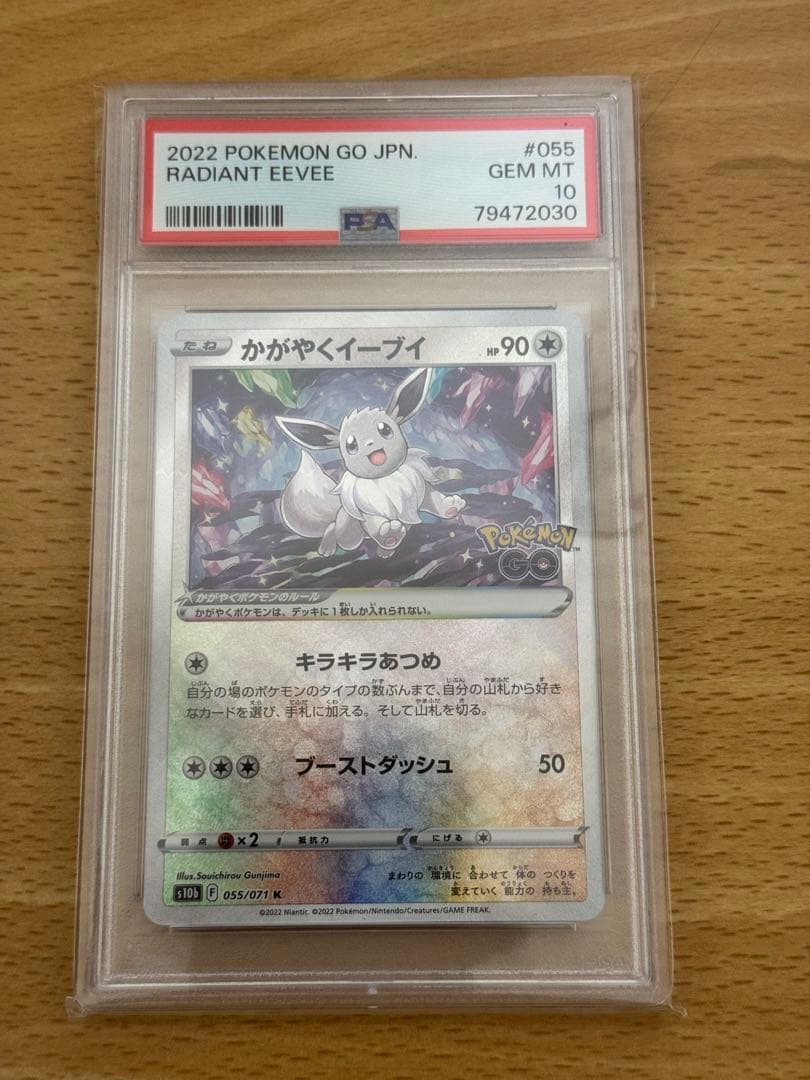 2022 POKEMON GO JPN. #055
RADIANT EEVEE GEM MT
10
79472030
PSA
たね かがやくイーブイ HP 90
Pokémon
GO
かがやくポケモンのルール
かがやくポケモンは、デッキに1枚しか入れられない。
キラキラあつめ
自分の場のポケモンのタイプの数ぶんまで、自分の山札から好き
なカードを選び、手札に加える。そして山札を切る。
ブーストダッシュ 50
弱点 ×2 抵抗力 にげる
Illus. Souichirou Gunjima
まわりの 環境に 合わせて 体の つくりを
変えていく 能力の 持ち主。
s10b F 055/071 K
©2022 Niantic. ©2022 Pokémon/Nintendo/Creatures/GAME FREAK.
PSA